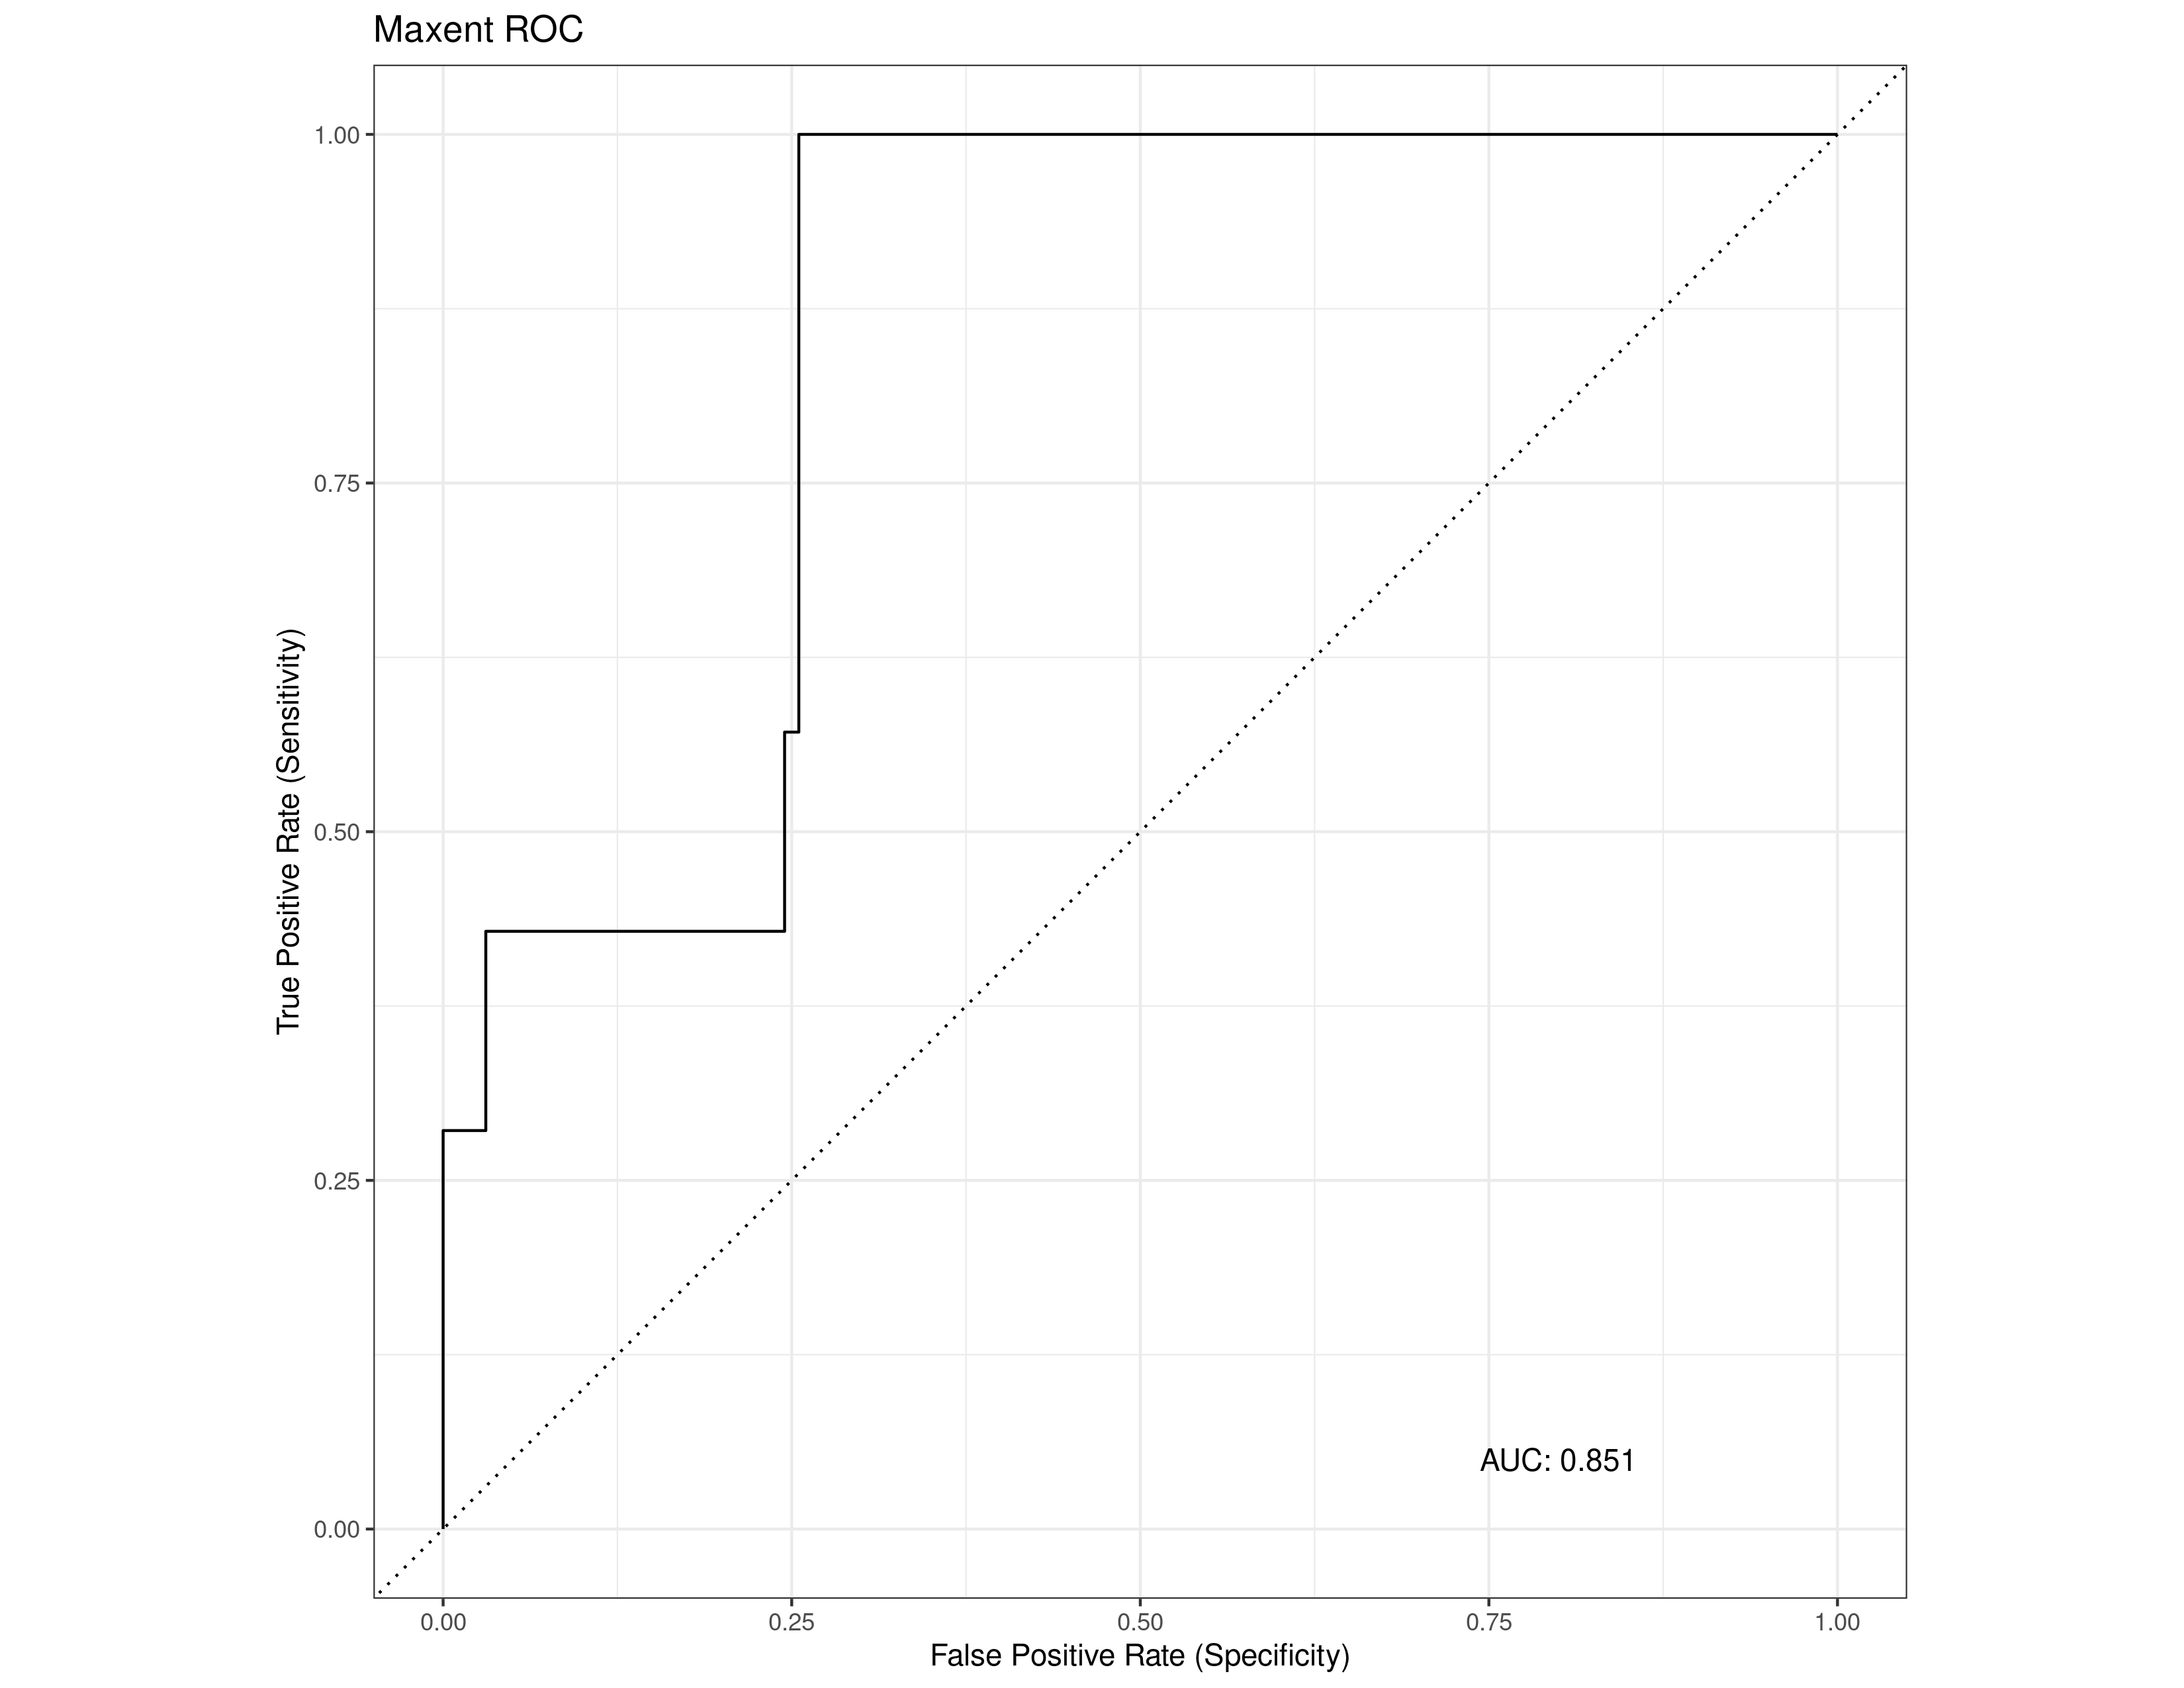 Maxent ROC
True Positive Rate (Sensitivity)
1.00
0.75
0.50
0.25
0.00
AUC: 0.851
0.00 0.25 0.50 0.75 1.00
False Positive Rate (Specificity)